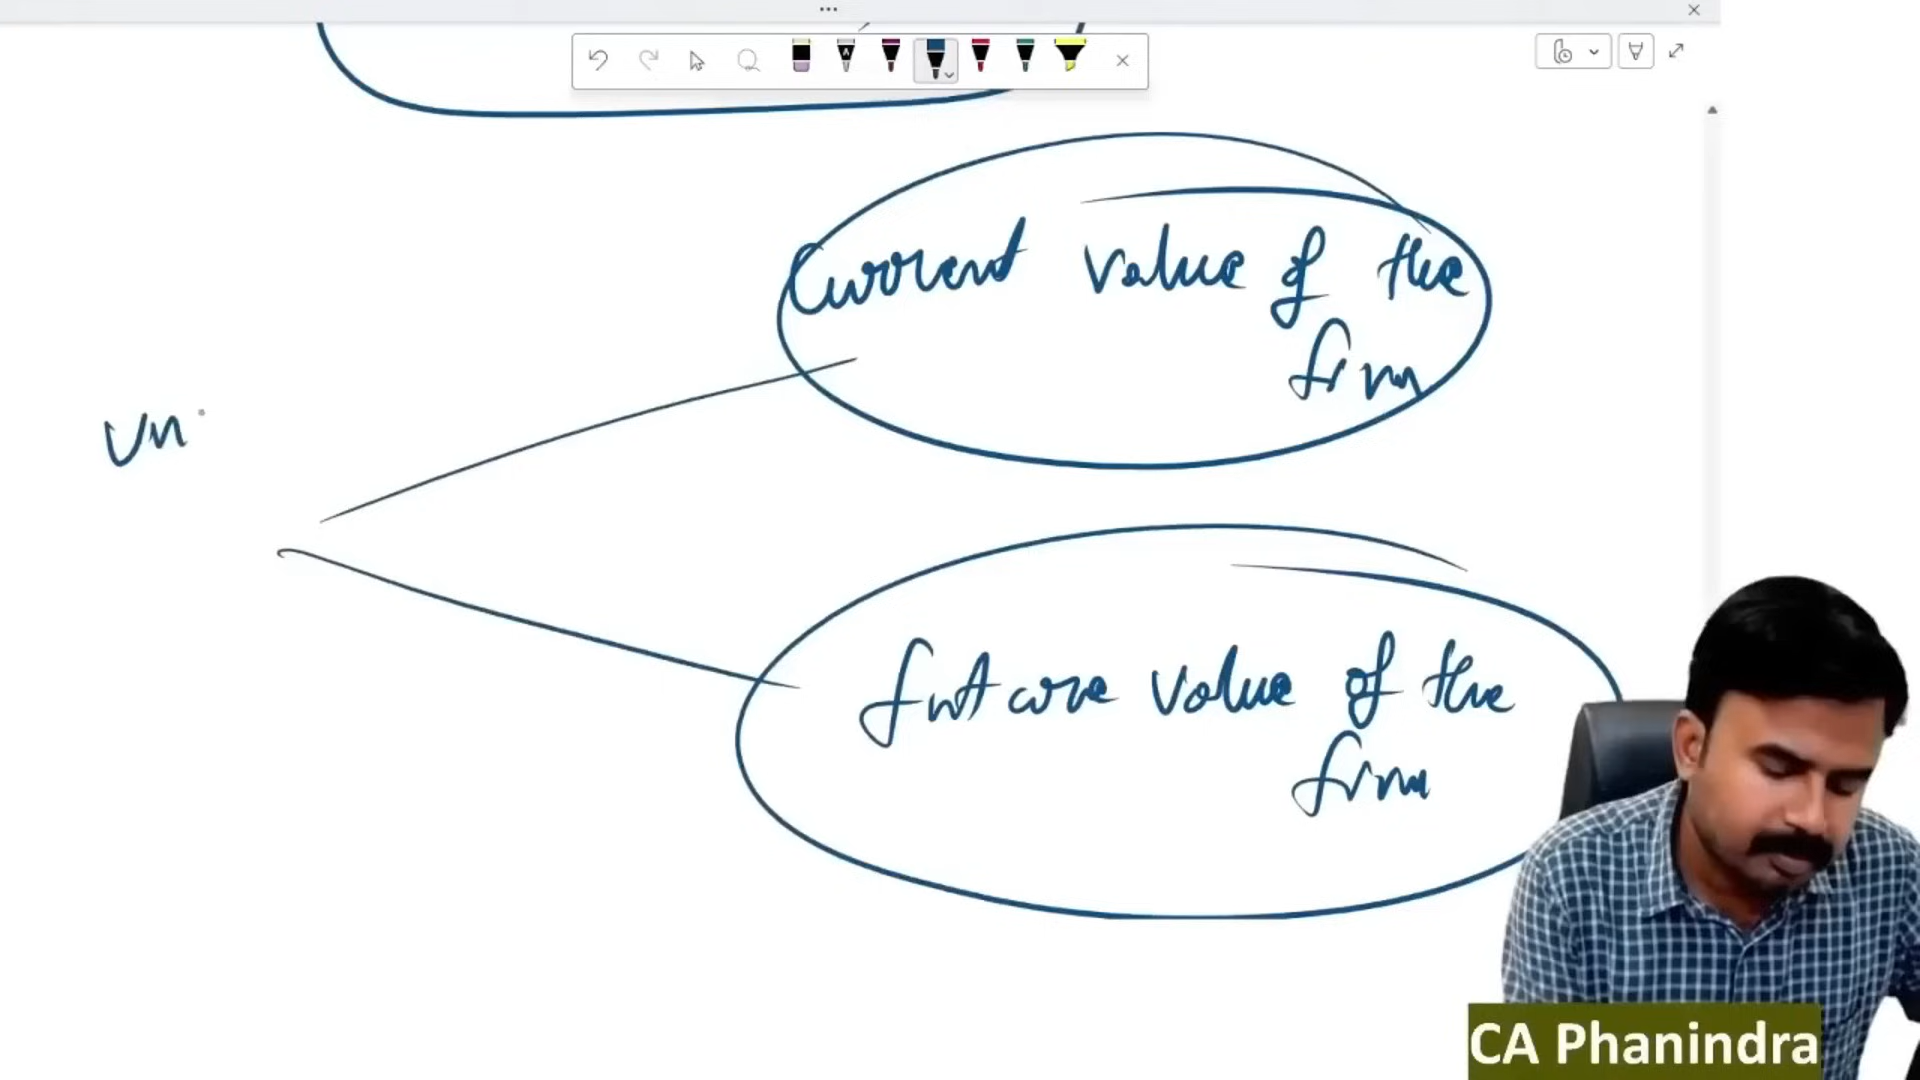 Current value of the
firm
Un
future value of the
firm
CA Phanindra